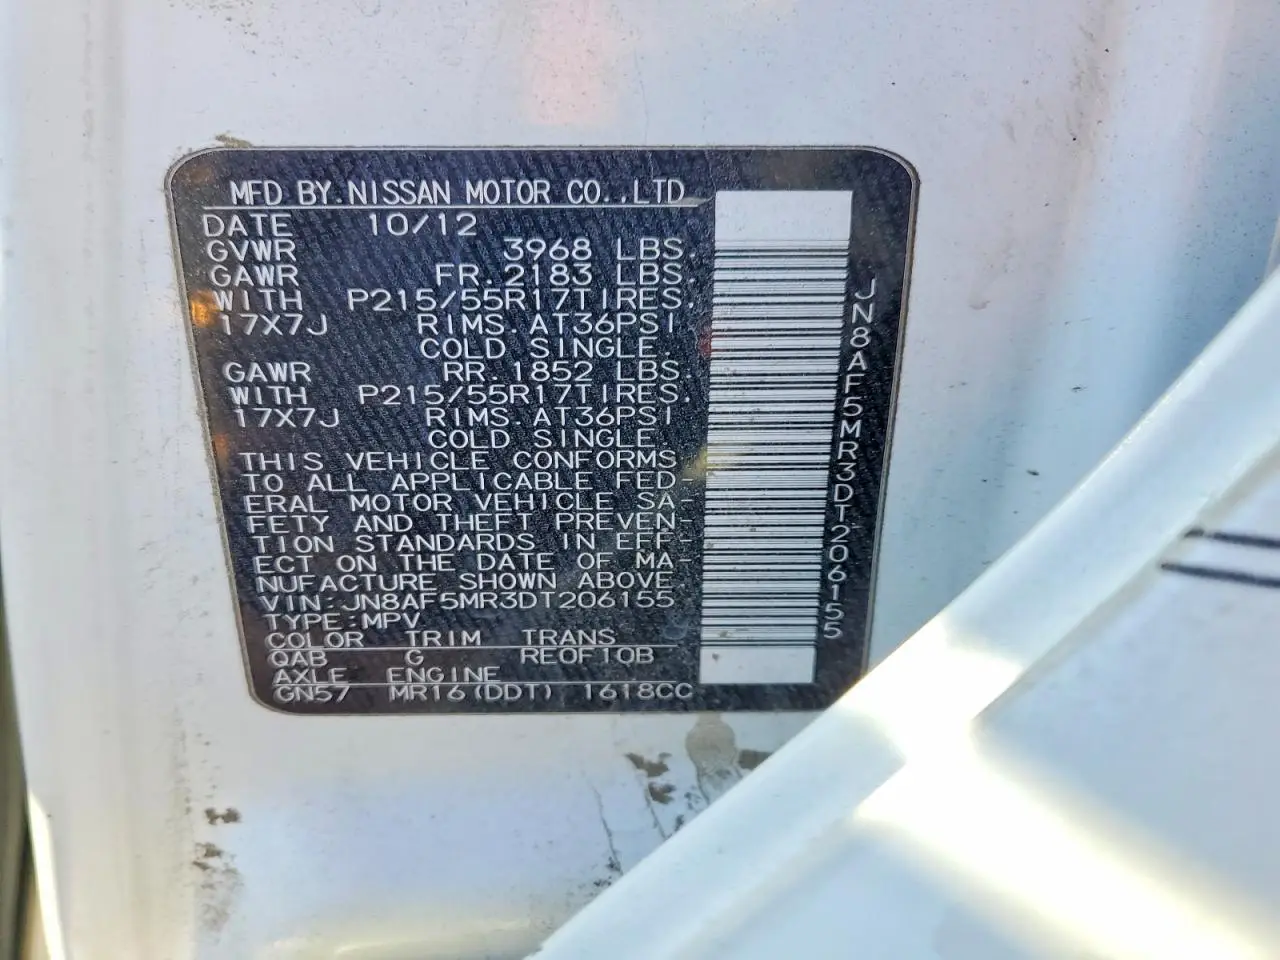 MFD BY.NISSAN MOTOR CO.,LTD
DATE 10/12
GVWR 3968 LBS.
GAWR FR.2183 LBS.
WITH P215/55R17TIRES.
17X7J RIMS.AT36PSI
COLD SINGLE.
GAWR RR.1852 LBS.
WITH P215/55R17TIRES.
17X7J RIMS.AT36PSI
COLD SINGLE.
THIS VEHICLE CONFORMS
TO ALL APPLICABLE FED-
ERAL MOTOR VEHICLE SA-
FETY AND THEFT PREVEN-
TION STANDARDS IN EFF-
ECT ON THE DATE OF MA-
NUFACTURE SHOWN ABOVE.
VIN:JN8AF5MR3DT206155
TYPE:MPV
COLOR TRIM TRANS
QAB G RE0F10B
AXLE ENGINE
GN57 MR16(DDT) 1618CC
JN8AF5MR3DT206155